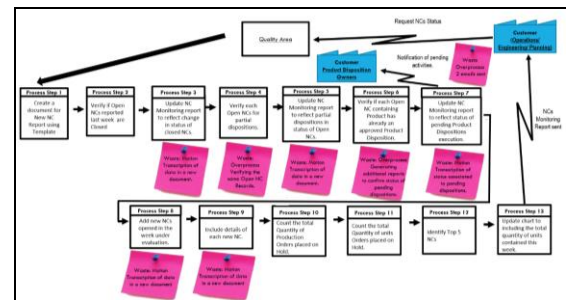 Request NCs Status
Quality Area
Customer
(Operations/
Engineering/Planning)
Customer
Product Disposition
Owners
Notification of pending
activities
Waste:
Overprocess
2 emails sent
NCs
Monitoring
Report sent
Process Step 1
Create a
document for
New NC
Report using
Template
Process Step 2
Verify if Open
NCs reported
last week are
Closed
Process Step 3
Update NC
Monitoring report
to reflect change
in status of
closed NCs.
Process Step 4
Verify each
Open NCs for
partial
dispositions.
Process Step 5
Update NC
Monitoring report
to reflect partial
dispositions in
status of Open
NCs.
Process Step 6
Verify if each Open
NC containing
Product has
already an
approved Product
Disposition.
Process Step 7
Update NC
Monitoring report
to reflect status of
pending Product
Dispositions
execution.
Waste: Motion
Transcription of
data in a new
document.
Waste:
Overprocess
Verifying the
same Open NC
Records.
Waste: Motion
Transcription of
data in a new
document.
Waste: Overprocess
Generating
additional reports
to confirm status of
pending
dispositions.
Waste: Motion
Transcription of
status associated
to pending
dispositions.
Process Step 8
Add new NCs
opened in the
week under
evaluation.
Process Step 9
Include details
of each new NC.
Process Step 10
Count the total
Quantity of
Production
Orders placed on
Hold.
Process Step 11
Count the total
Quantity of units
Orders placed on
Hold.
Process Step 12
Identify Top 5
NCs
Process Step 13
Update chart to
including the total
quantity of units
contained this
week.
Waste: Motion
Transcription of data
in a new document
Waste: Motion
Transcription of data
in a new document